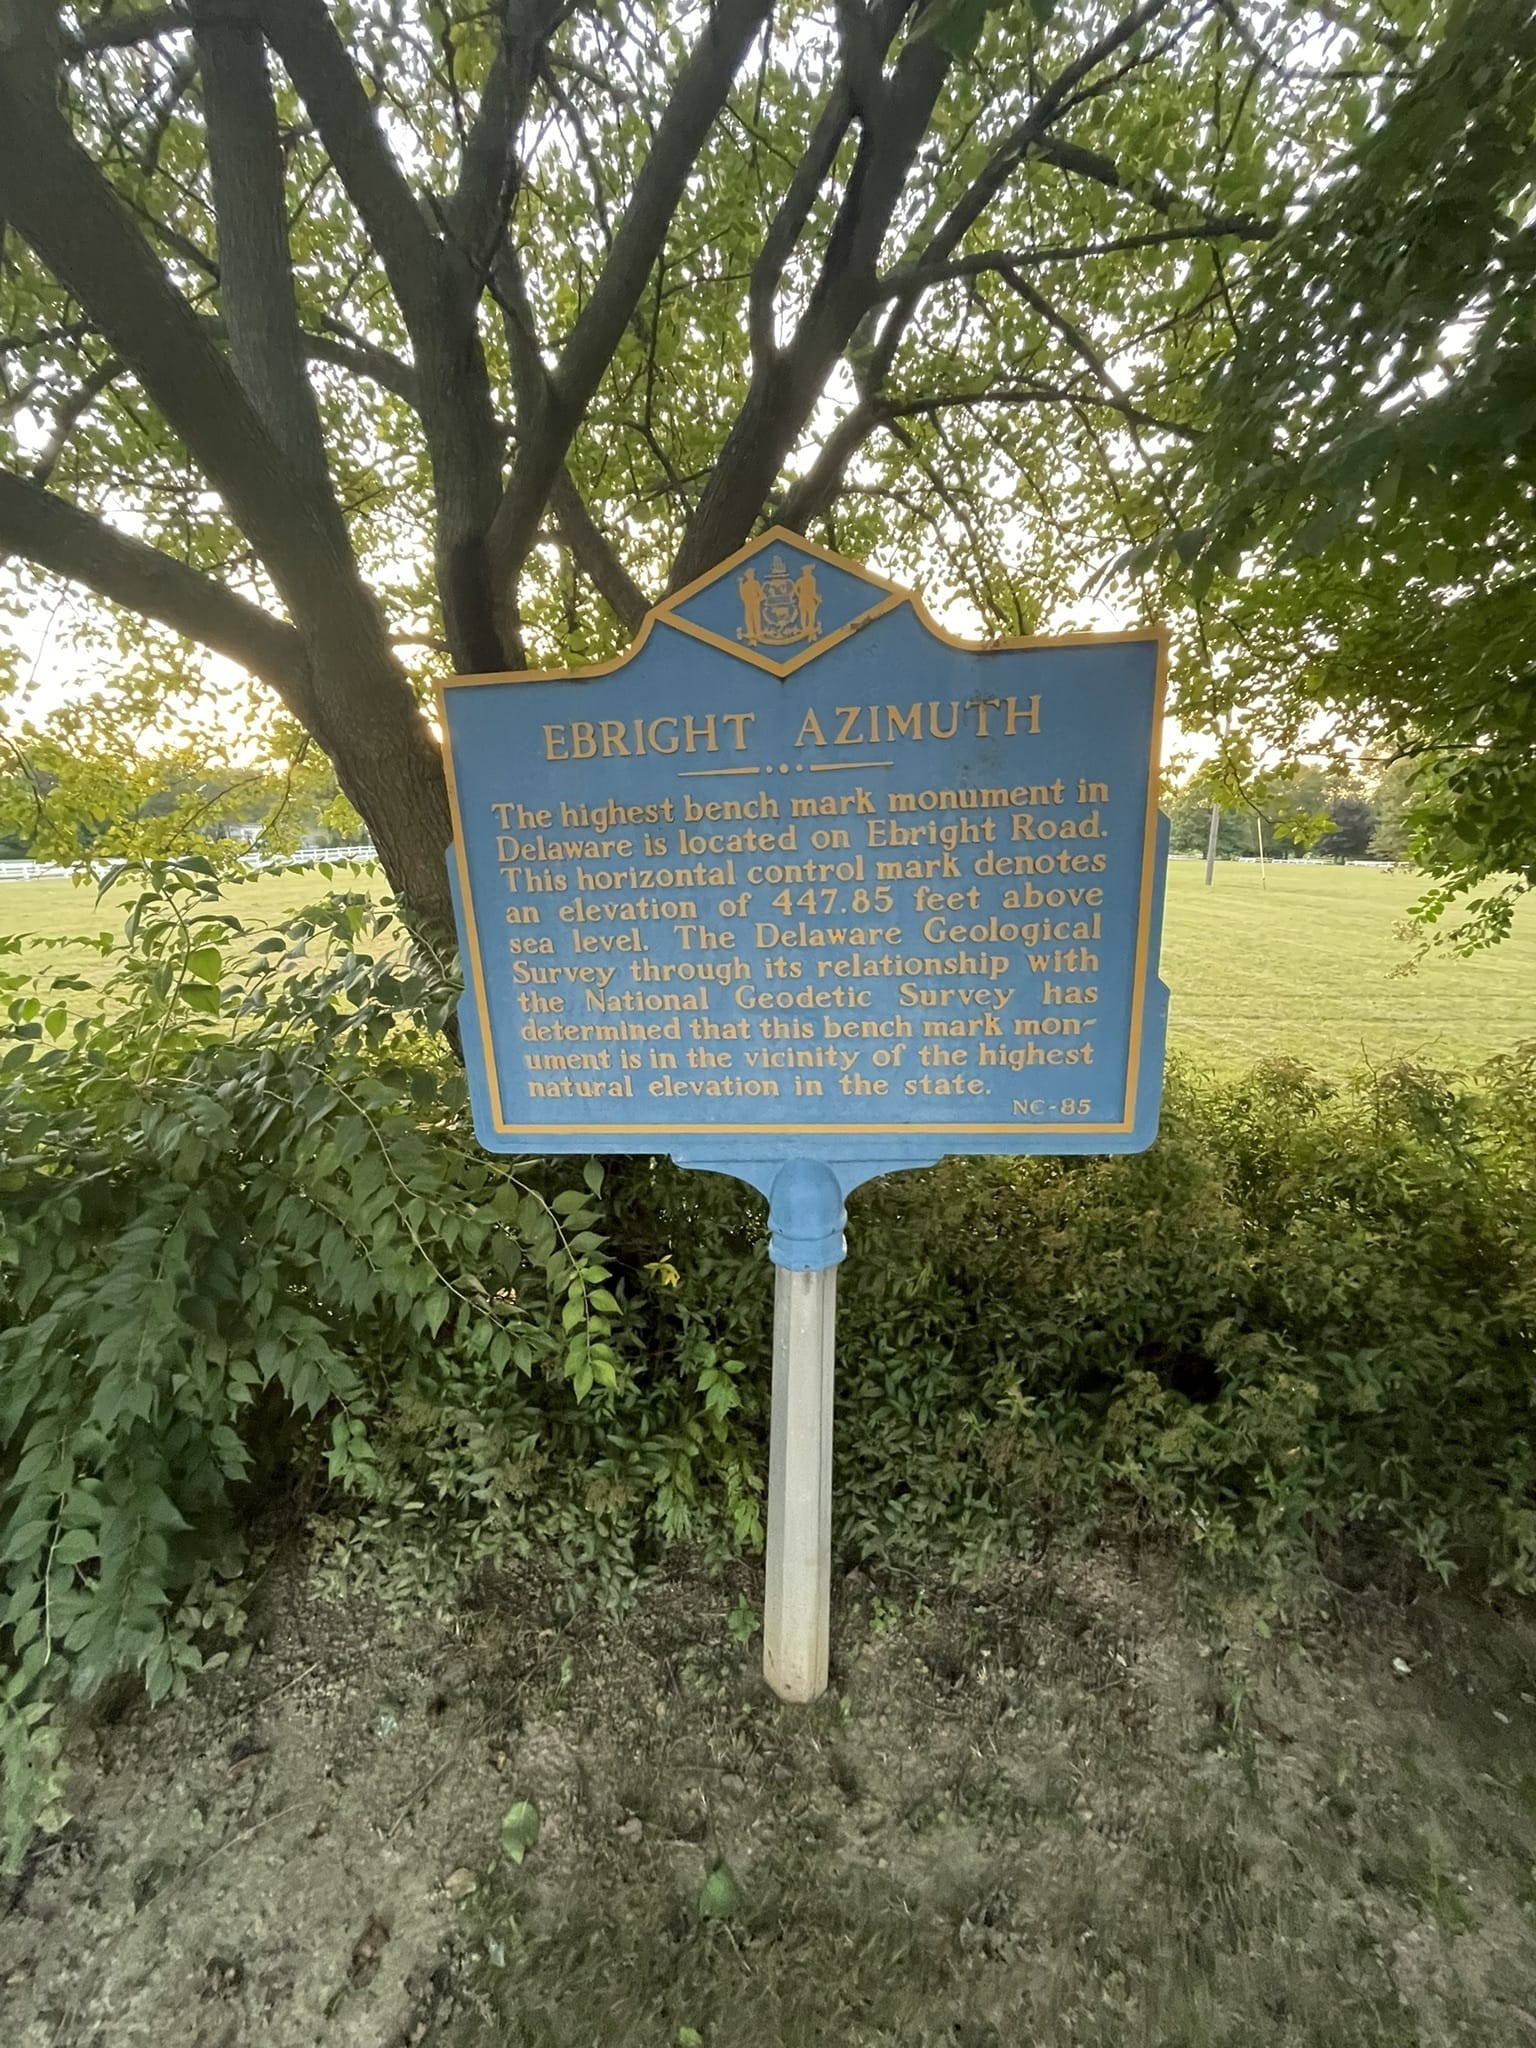 EBRIGHT AZIMUTH
The highest bench mark monument in
Delaware is located on Ebright Road.
This horizontal control mark denotes
an elevation of 447.85 feet above
sea level. The Delaware Geological
Survey through its relationship with
the National Geodetic Survey has
determined that this bench mark mon-
ument is in the vicinity of the highest
natural elevation in the state.
NC-85